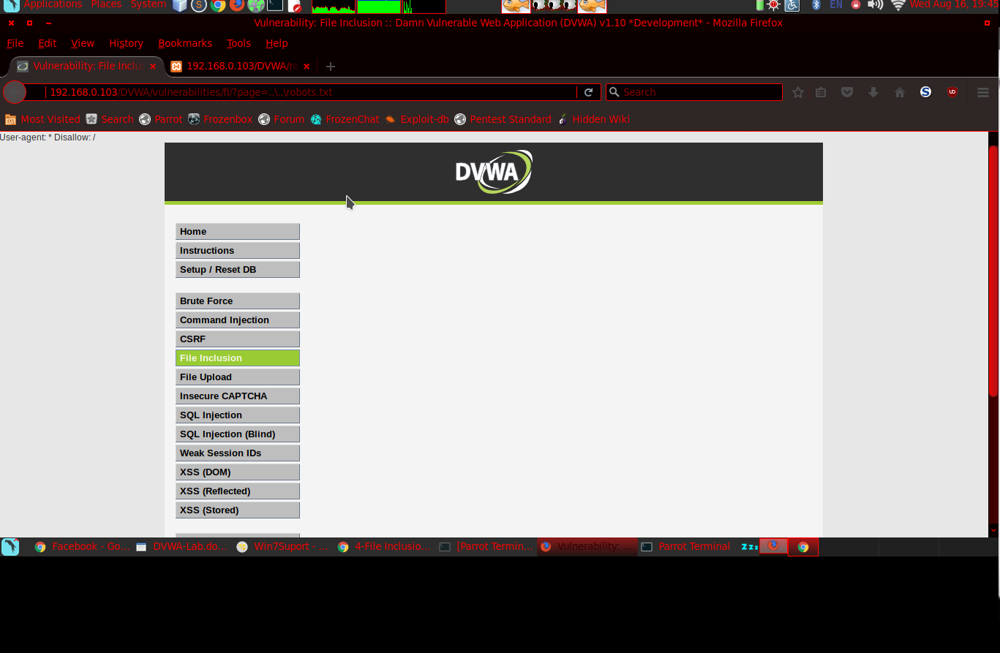 Applications Places System EN Wed Aug 16, 19:45
Vulnerability: File Inclusion :: Damn Vulnerable Web Application (DVWA) v1.10 *Development* - Mozilla Firefox
File Edit View History Bookmarks Tools Help
Vulnerability: File Inclu 192.168.0.103/DVWA/ro
192.168.0.103/DVWA/vulnerabilities/fi/?page=..\..\robots.txt Search
Most Visited Search Parrot Frozenbox Forum FrozenChat Exploit-db Pentest Standard Hidden Wiki
User-agent: * Disallow: /
DVWA
Home
Instructions
Setup / Reset DB
Brute Force
Command Injection
CSRF
File Inclusion
File Upload
Insecure CAPTCHA
SQL Injection
SQL Injection (Blind)
Weak Session IDs
XSS (DOM)
XSS (Reflected)
XSS (Stored)
Facebook - Go... DVWA-Lab.do... Win7Suport - ... 4-File Inclusio... [Parrot Termin... Vulnerability: ... Parrot Terminal zzz